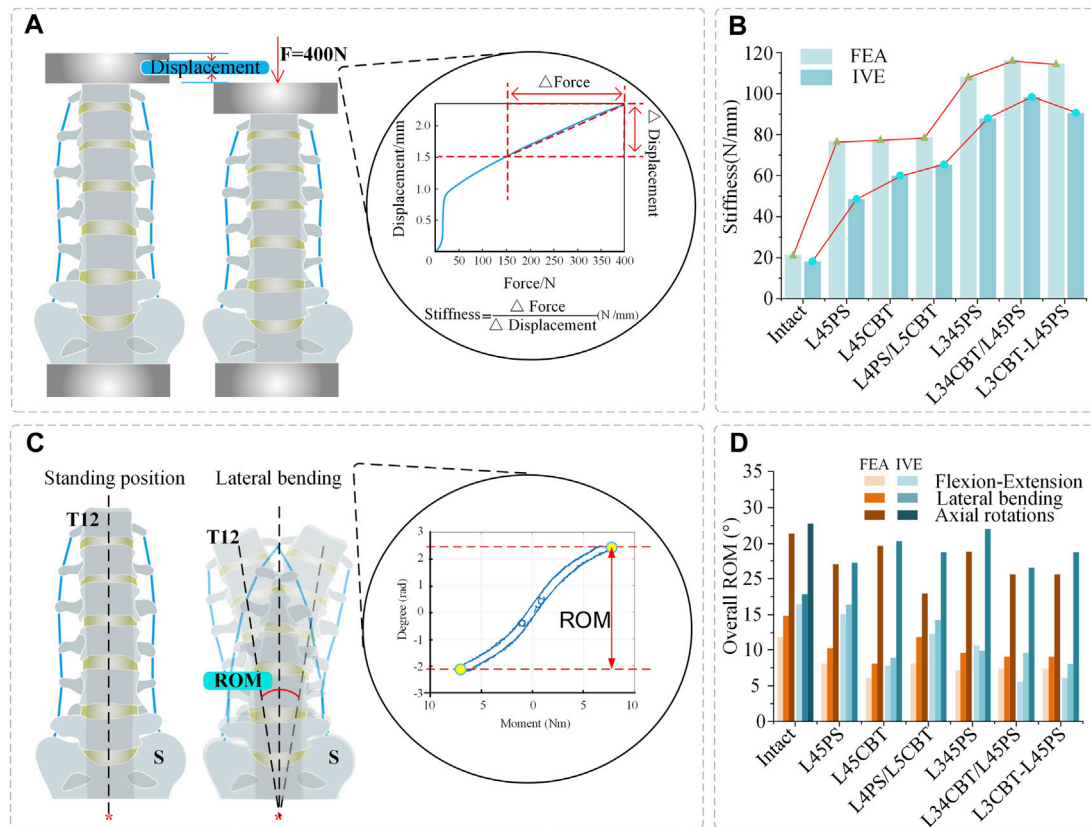 A
F=400N
Displacement
△Force
△ Displacement
Displacement/mm
2.0
1.5
1.0
0.5
0 50 100 150 200 250 300 350 400
Force/N
Stiffness= △ Force / △ Displacement (N /mm)
B
FEA
IVE
Stiffness(N/mm)
120
100
80
60
40
20
0
Intact
L45PS
L45CBT
L4PS/L5CBT
L345PS
L34CBT/L45PS
L3CBT-L45PS
C
Standing position
Lateral bending
T12
T12
ROM
S
S
*
*
Degree (rad)
3
2
1
0
-1
-2
-3
ROM
10 5 0 5 10
Moment (Nm)
D
FEA IVE
Flexion-Extension
Lateral bending
Axial rotations
Overall ROM (°)
35
30
25
20
15
10
5
0
Intact
L45PS
L45CBT
L4PS/L5CBT
L345PS
L34CBT/L45PS
L3CBT-L45PS